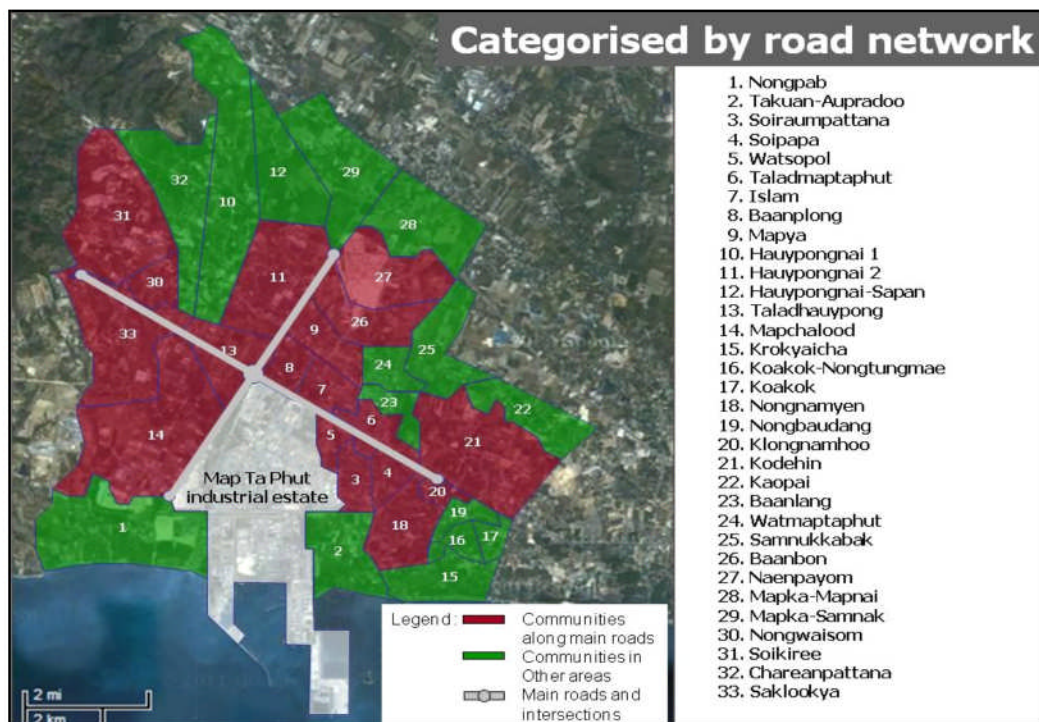 Categorised by road network
1. Nongpab
2. Takuan-Aupradoo
3. Soiraumpattana
4. Soipapa
5. Watsopol
6. Taladmaptaphut
7. Islam
8. Baanplong
9. Mapya
10. Hauypongnai 1
11. Hauypongnai 2
12. Hauypongnai-Sapan
13. Taladhauypong
14. Mapchalood
15. Krokyaicha
16. Koakok-Nongtungmae
17. Koakok
18. Nongnamyen
19. Nongbaudang
20. Klongnamhoo
21. Kodehin
22. Kaopai
23. Baanlang
24. Watmaptaphut
25. Samnukkabak
26. Baanbon
27. Naenpayom
28. Mapka-Mapnai
29. Mapka-Samnak
30. Nongwaisom
31. Soikiree
32. Chareanpattana
33. Saklookya
32
10
12
29
28
31
30
11
27
33
9
26
25
13
8
24
7
23
22
14
5
6
21
Map Ta Phut
industrial estate
3
4
20
19
18
16
17
1
2
15
Legend :
Communities
along main roads
Communities in
Other areas
Main roads and
intersections
2 mi
2 km